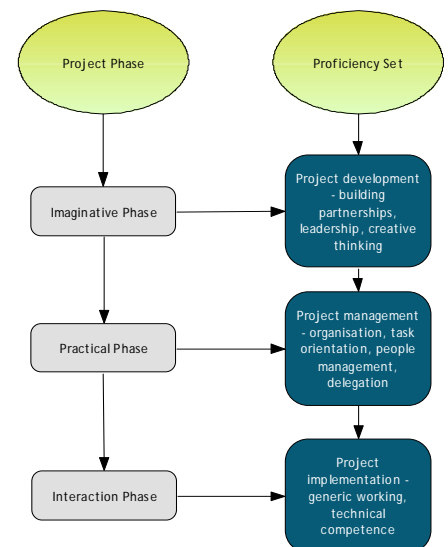 Project Phase
Proficiency Set
Imaginative Phase
Project development
- building
partnerships,
leadership, creative
thinking
Practical Phase
Project management
- organisation, task
orientation, people
management,
delegation
Interaction Phase
Project
implementation -
generic working,
technical
competence